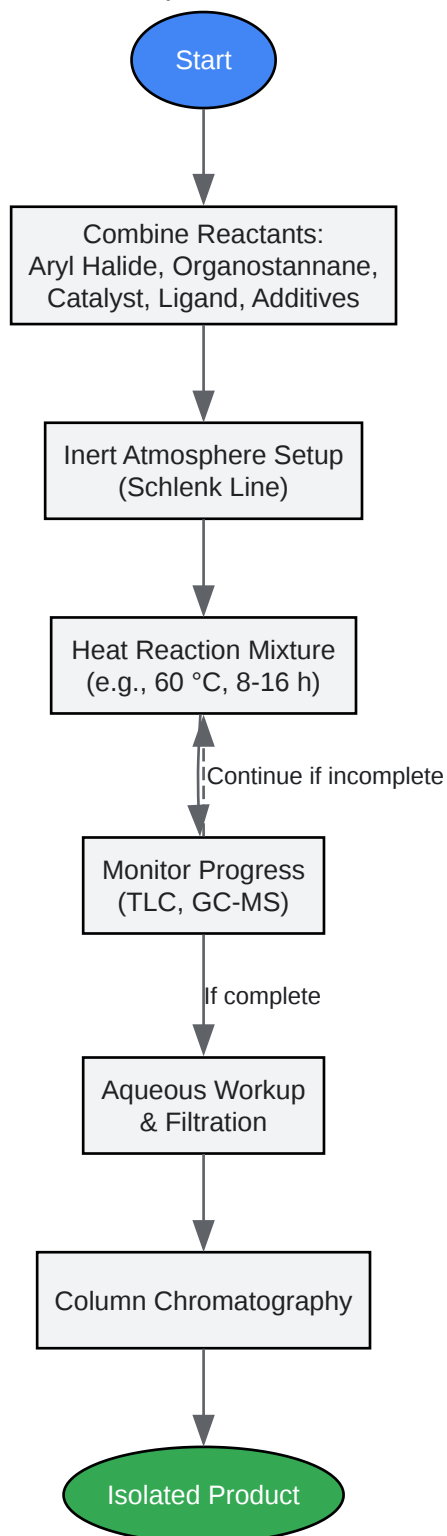 Start
Combine Reactants:
Aryl Halide, Organostannane,
Catalyst, Ligand, Additives
Inert Atmosphere Setup
(Schlenk Line)
Heat Reaction Mixture
(e.g., 60 °C, 8-16 h)
Continue if incomplete
Monitor Progress
(TLC, GC-MS)
If complete
Aqueous Workup
& Filtration
Column Chromatography
Isolated Product